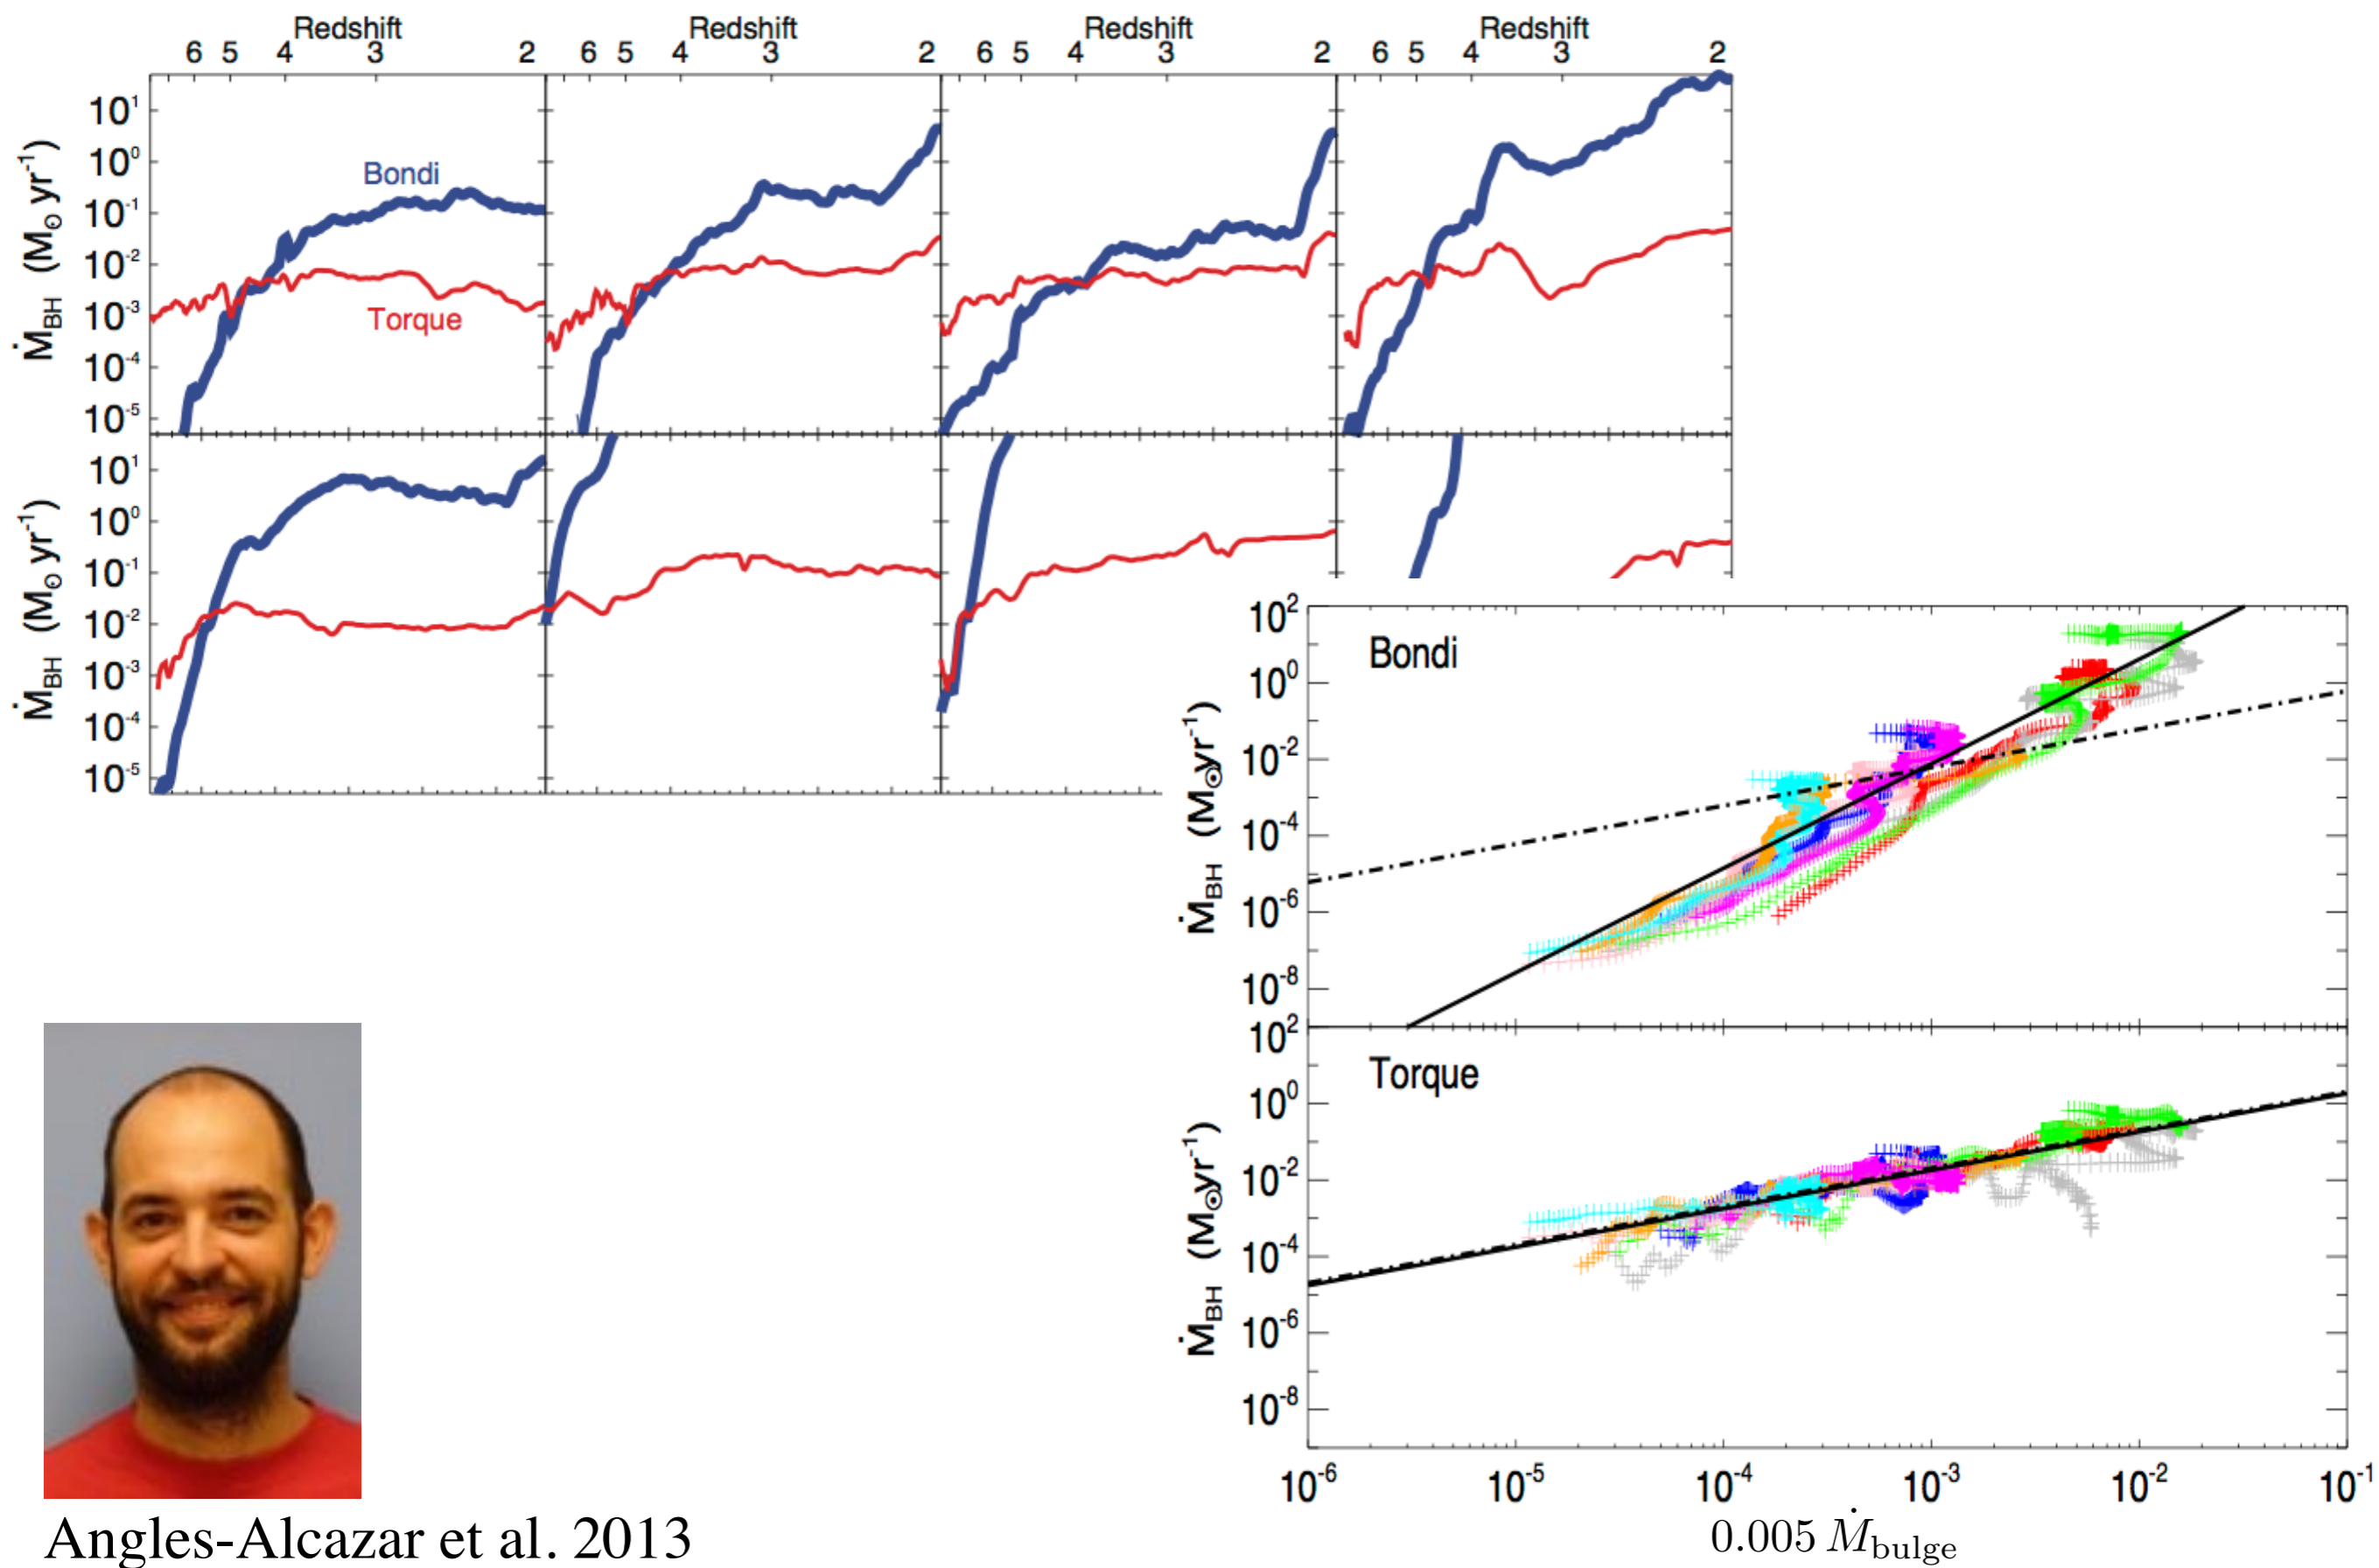 Redshift Redshift Redshift Redshift
6 5 4 3 2 6 5 4 3 2 6 5 4 3 2 6 5 4 3 2
10¹
10⁰
10⁻¹
10⁻²
10⁻³
10⁻⁴
10⁻⁵
Ṁ_BH (M⊙ yr⁻¹)
Bondi
Torque
10¹
10⁰
10⁻¹
10⁻²
10⁻³
10⁻⁴
10⁻⁵
Ṁ_BH (M⊙ yr⁻¹)
10²
10⁰
10⁻²
10⁻⁴
10⁻⁶
10⁻⁸
Ṁ_BH (M⊙yr⁻¹)
Bondi
10²
10⁰
10⁻²
10⁻⁴
10⁻⁶
10⁻⁸
Ṁ_BH (M⊙yr⁻¹)
Torque
10⁻⁶ 10⁻⁵ 10⁻⁴ 10⁻³ 10⁻² 10⁻¹
0.005 Ṁ_bulge
Angles-Alcazar et al. 2013